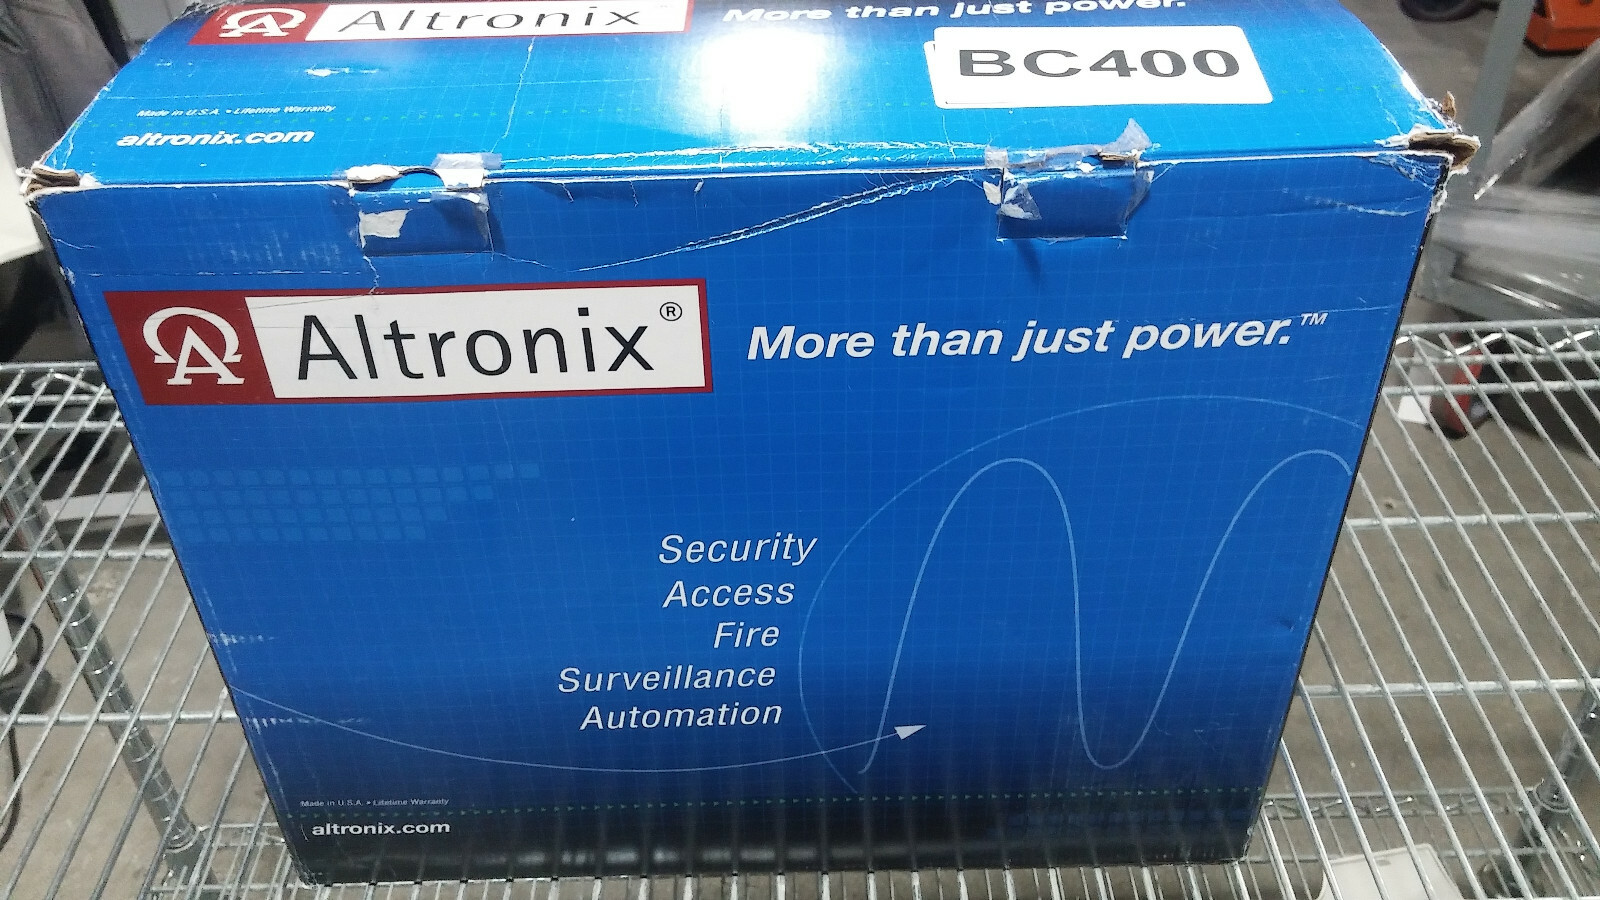 Altronix
More than just power.
BC400
Made in U.S.A. • Lifetime Warranty
altronix.com
Altronix®
More than just power.™
Security
Access
Fire
Surveillance
Automation
Made in U.S.A. • Lifetime Warranty
altronix.com